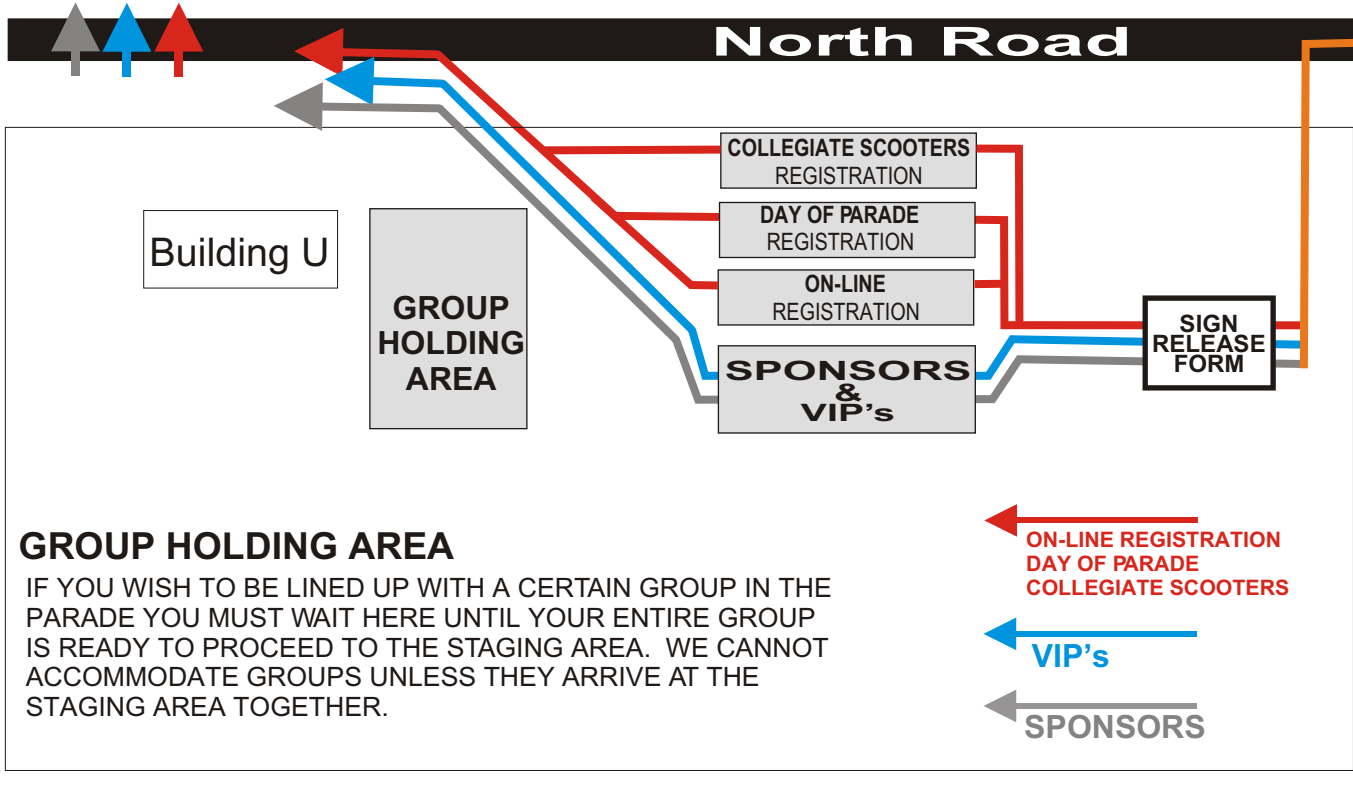 North Road
COLLEGIATE SCOOTERS
REGISTRATION
DAY OF PARADE
REGISTRATION
ON-LINE
REGISTRATION
SPONSORS
&
VIP's
SIGN
RELEASE
FORM
Building U
GROUP
HOLDING
AREA
GROUP HOLDING AREA
IF YOU WISH TO BE LINED UP WITH A CERTAIN GROUP IN THE
PARADE YOU MUST WAIT HERE UNTIL YOUR ENTIRE GROUP
IS READY TO PROCEED TO THE STAGING AREA.  WE CANNOT
ACCOMMODATE GROUPS UNLESS THEY ARRIVE AT THE
STAGING AREA TOGETHER.
ON-LINE REGISTRATION
DAY OF PARADE
COLLEGIATE SCOOTERS
VIP's
SPONSORS